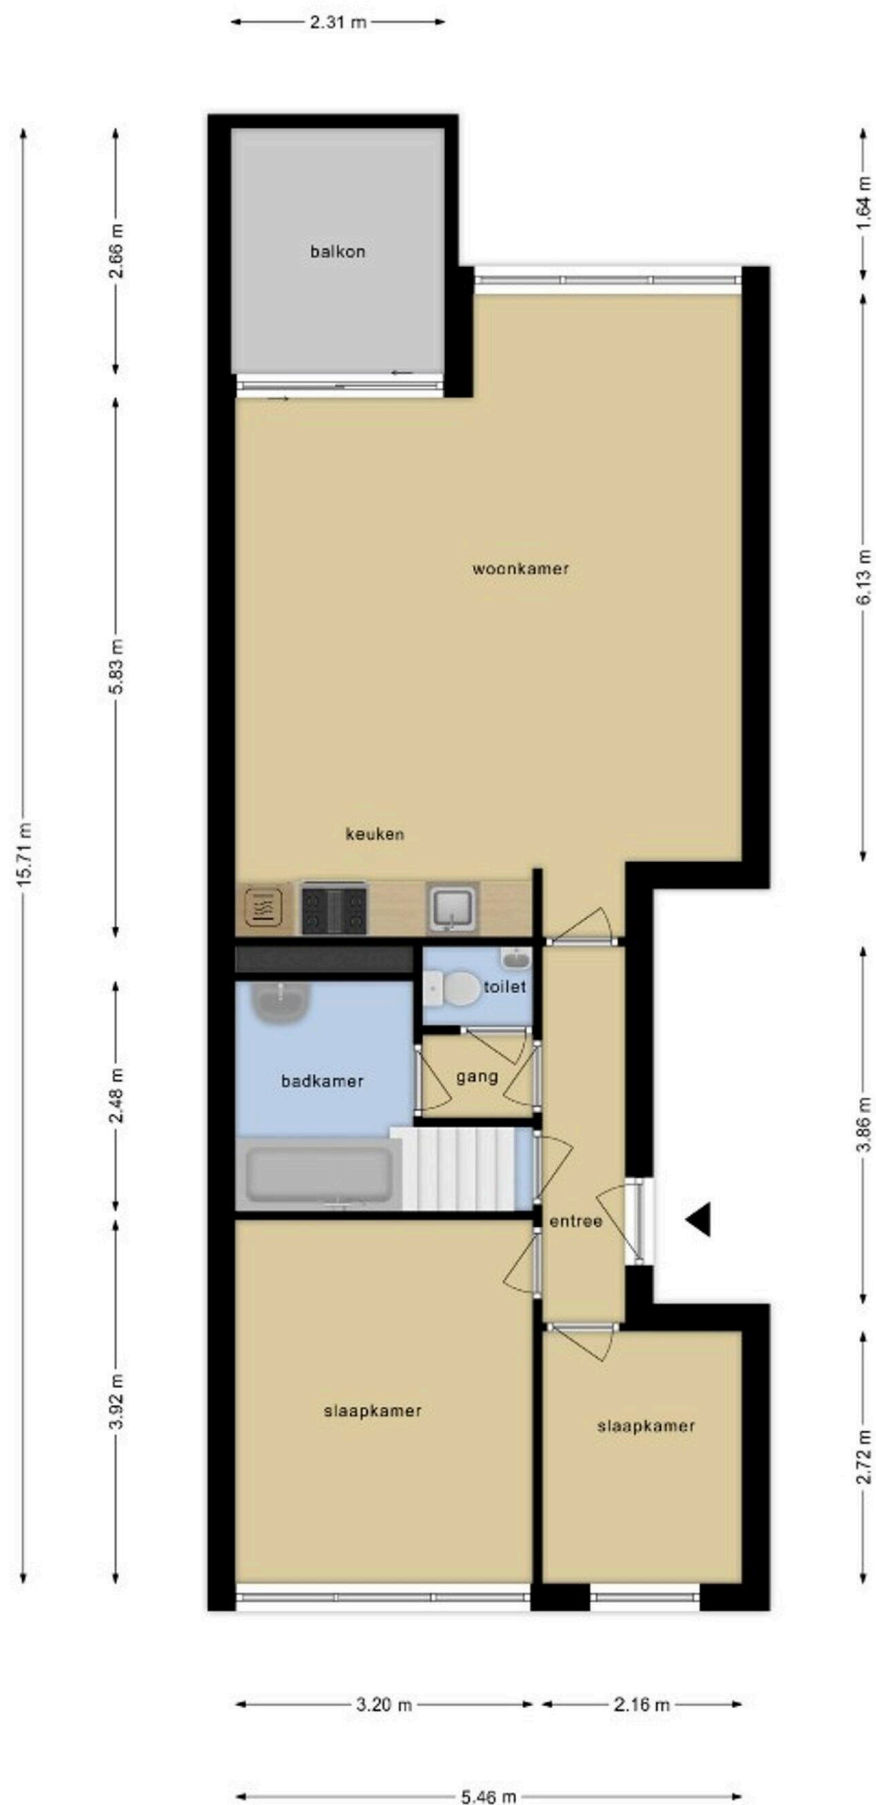 2.31 m
1.64 m
2.66 m
balkon
6.13 m
woonkamer
5.83 m
keuken
15.71 m
toilet
gang
badkamer
2.48 m
3.86 m
entree
3.92 m
slaapkamer
slaapkamer
2.72 m
3.20 m
2.16 m
5.46 m